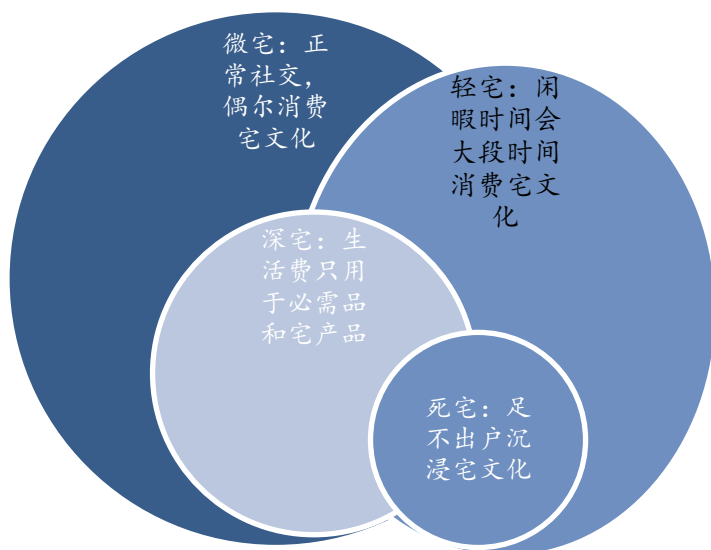 微宅：正
常社交，
偶尔消费
宅文化
轻宅：闲
暇时间会
大段时间
消费宅文
化
深宅：生
活费只用
于必需品
和宅产品
死宅：足
不出户沉
浸宅文化